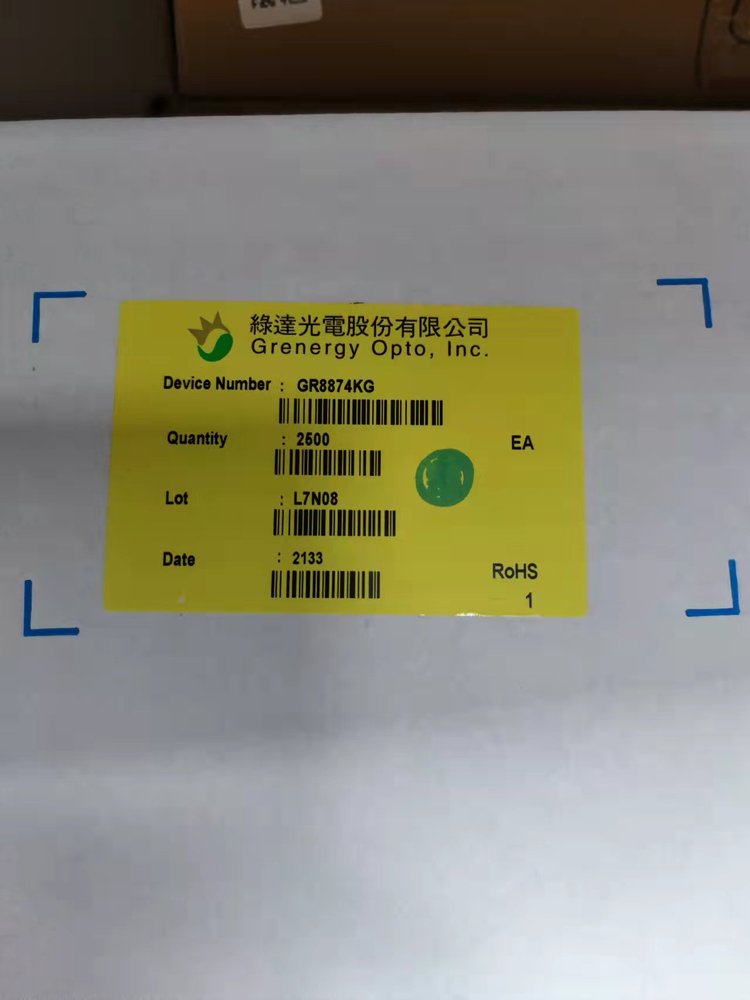 綠達光電股份有限公司
Grenergy Opto, Inc.
Device Number : GR8874KG
Quantity : 2500 EA
Lot : L7N08
Date : 2133
RoHS
1